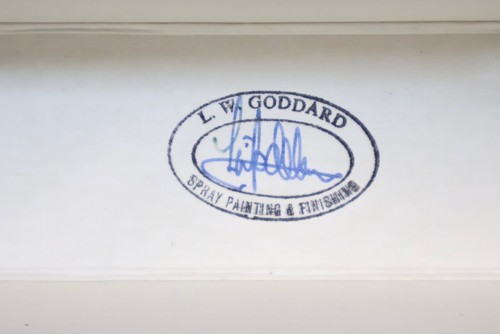 L. W. GODDARD
SPRAY PAINTING & FINISHING